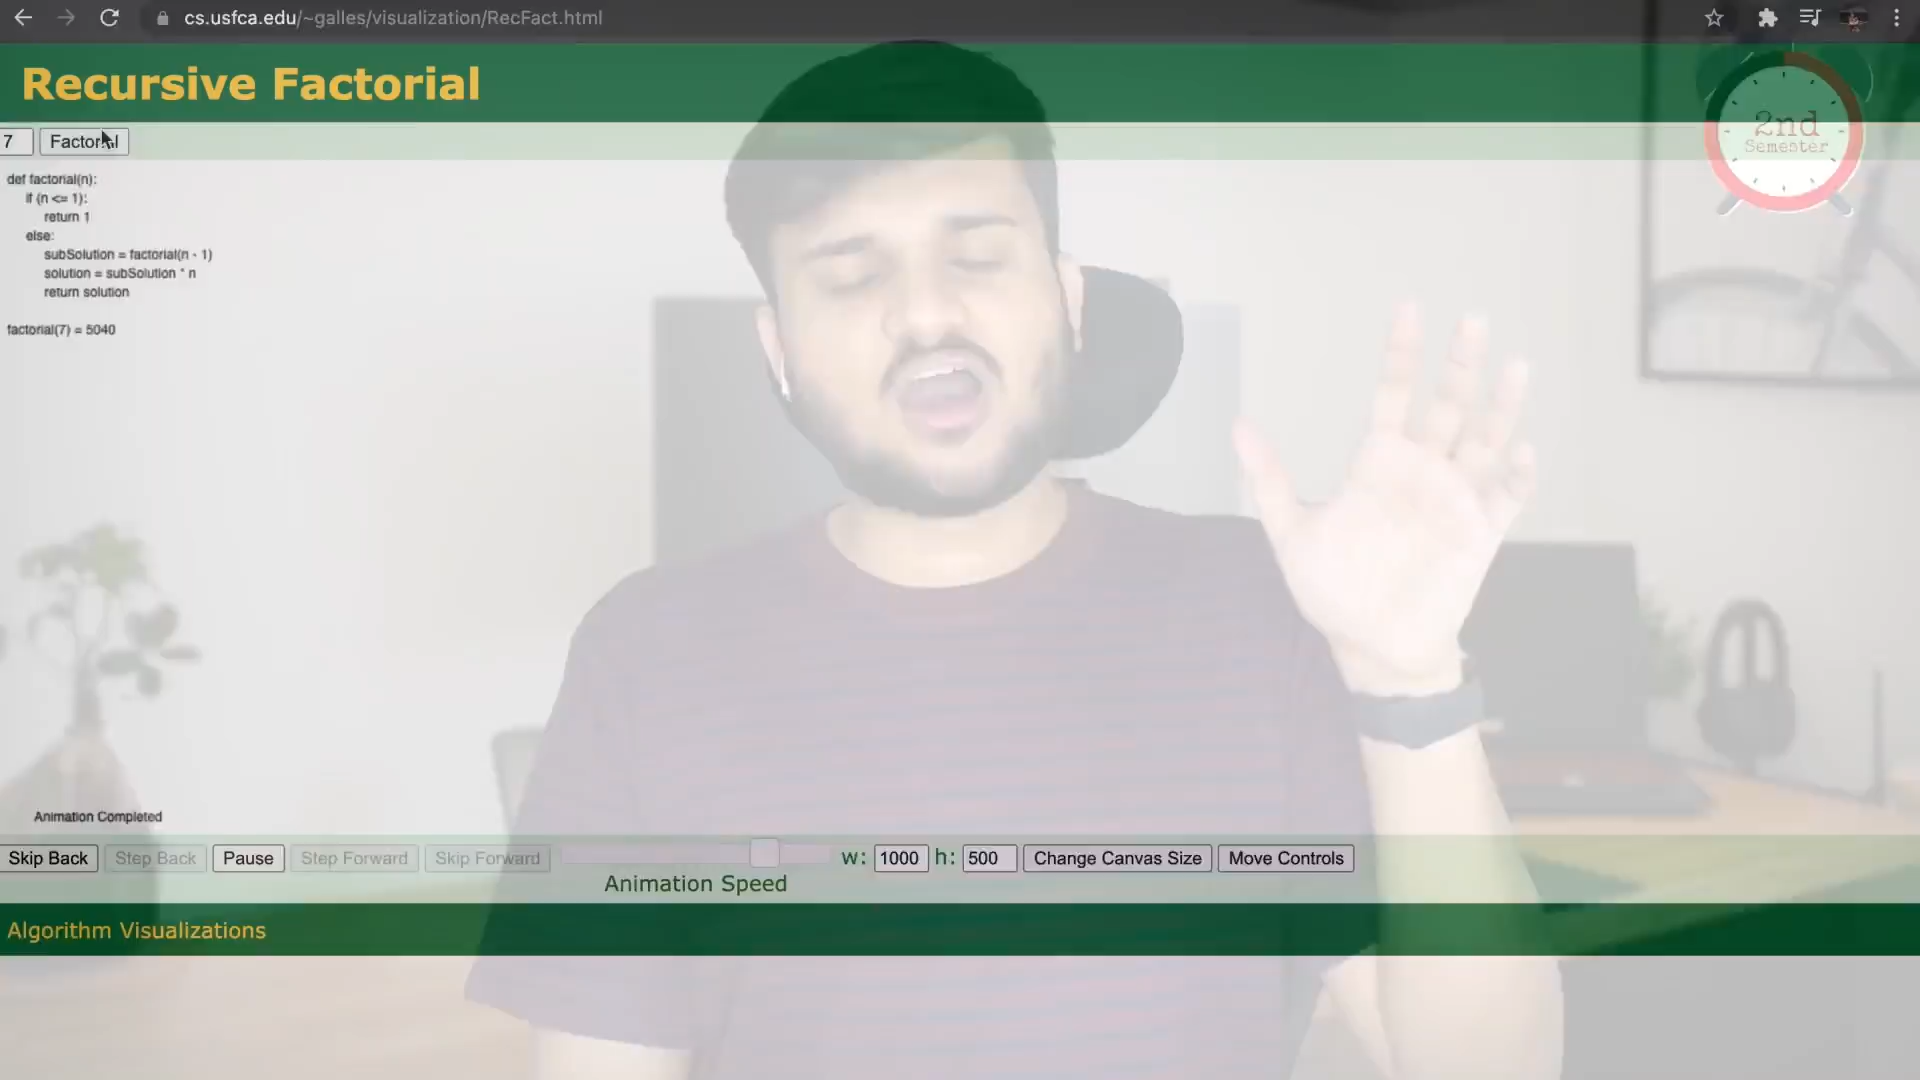 cs.usfca.edu/~galles/visualization/RecFact.html
Recursive Factorial
2nd
Semester
7 Factorial
def factorial(n):
if (n <= 1):
return 1
else:
subSolution = factorial(n - 1)
solution = subSolution * n
return solution
factorial(7) = 5040
Animation Completed
Skip Back Step Back Pause Step Forward Skip Forward w: 1000 h: 500 Change Canvas Size Move Controls
Animation Speed
Algorithm Visualizations